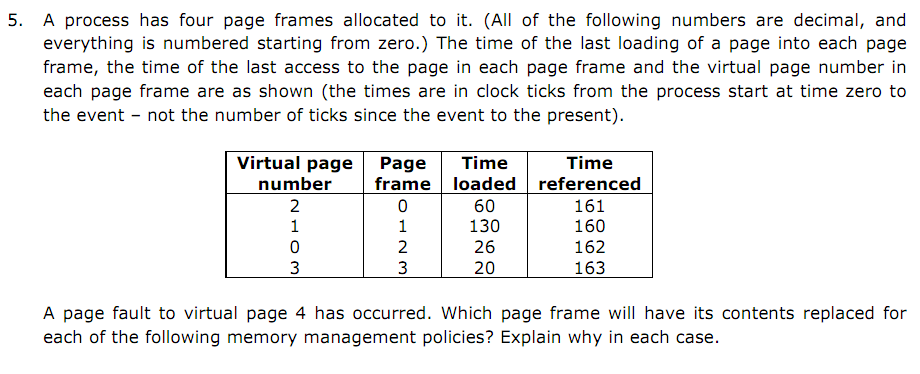 5. A process has four page frames allocated to it. (All of the following numbers are decimal, and
everything is numbered starting from zero.) The time of the last loading of a page into each page
frame, the time of the last access to the page in each page frame and the virtual page number in
each page frame are as shown (the times are in clock ticks from the process start at time zero to
the event – not the number of ticks since the event to the present).
Virtual page Page Time Time
number frame loaded referenced
2 0 60 161
1 1 130 160
0 2 26 162
3 3 20 163
A page fault to virtual page 4 has occurred. Which page frame will have its contents replaced for
each of the following memory management policies? Explain why in each case.